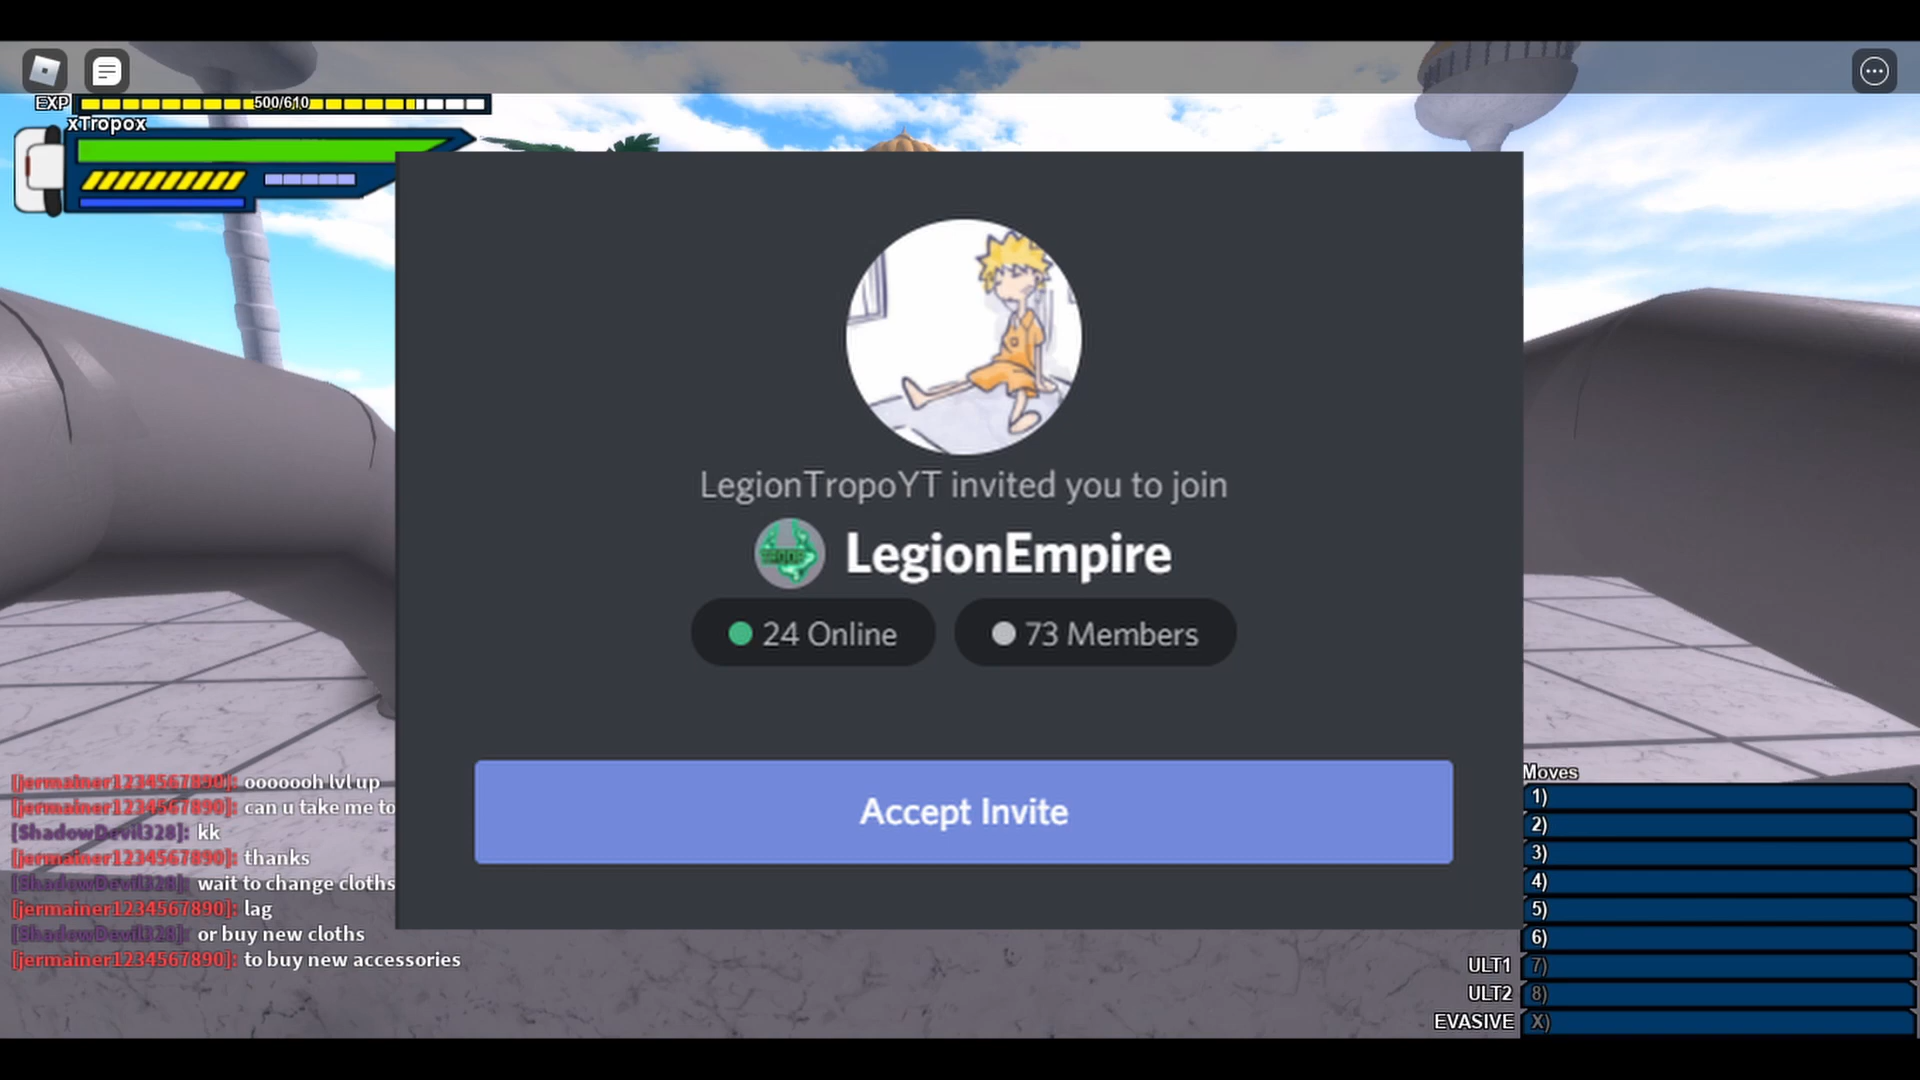 EXP 500/610
xTropox
LegionTropoYT invited you to join
LegionEmpire
24 Online
73 Members
Accept Invite
[jermainer1234567890]: ooooooh lvl up
[jermainer1234567890]: can u take me to
[ShadowDevil328]: kk
[jermainer1234567890]: thanks
[ShadowDevil328]: wait to change cloths
[jermainer1234567890]: lag
[ShadowDevil328]: or buy new cloths
[jermainer1234567890]: to buy new accessories
Moves
1)
2)
3)
4)
5)
6)
ULT1 7)
ULT2 8)
EVASIVE X)